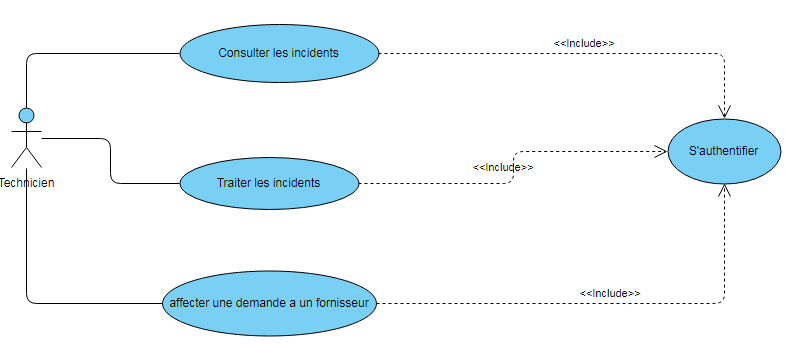 Consulter les incidents
<<Include>>
S'authentifier
Traiter les incidents
<<Include>>
Technicien
affecter une demande a un fornisseur
<<Include>>